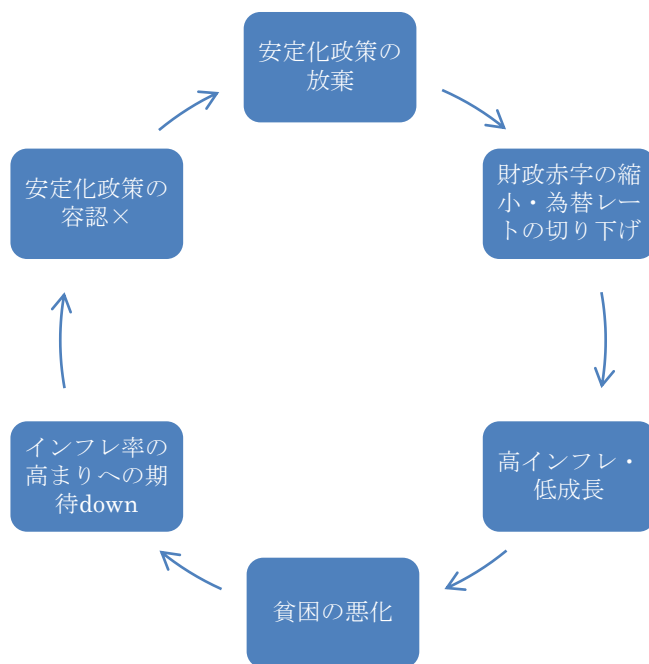 安定化政策の
放棄
財政赤字の縮
小・為替レー
トの切り下げ
高インフレ・
低成長
貧困の悪化
インフレ率の
高まりへの期
待down
安定化政策の
容認×